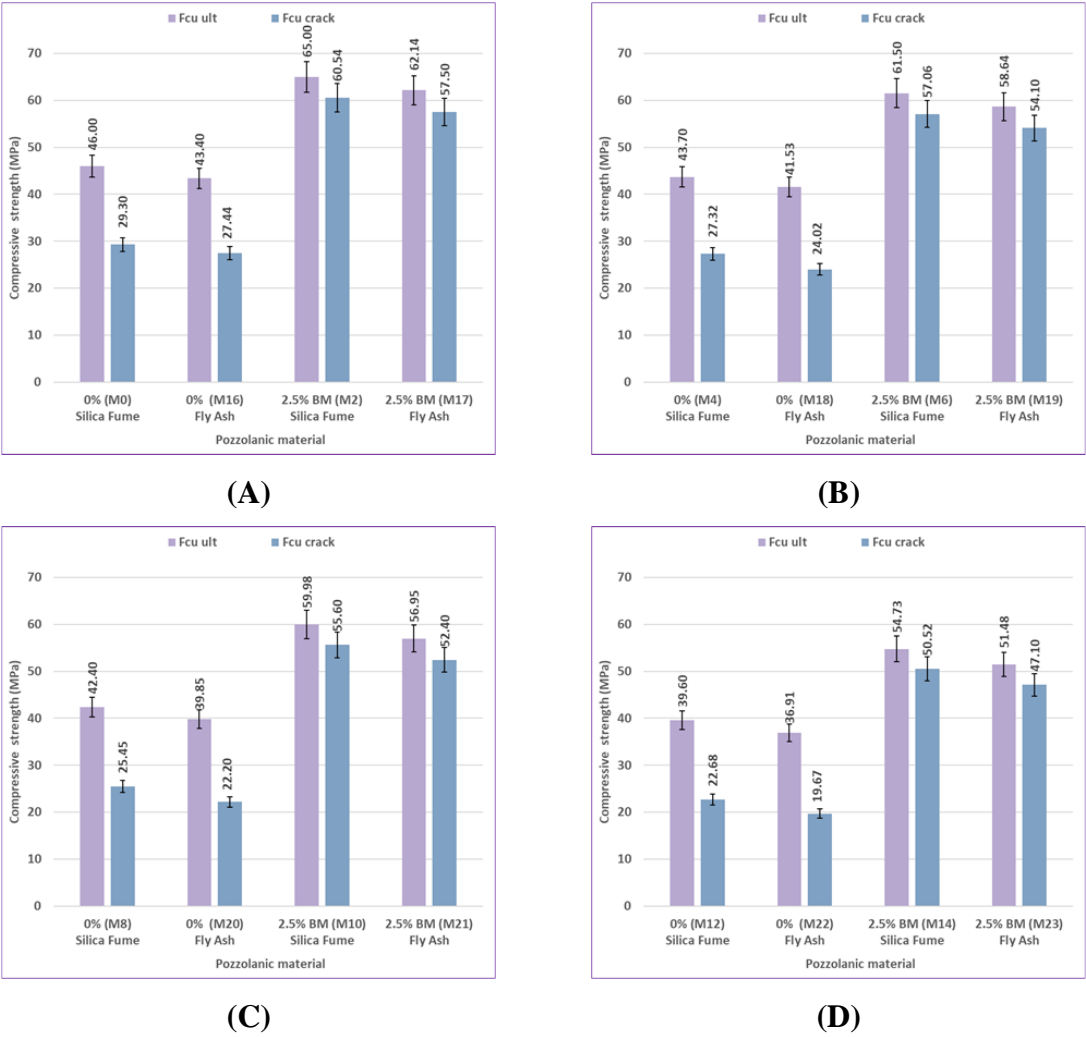 Fcu ult Fcu crack
Compressive strength (MPa)
70
60
50
40
30
20
10
0
46.00
29.30
43.40
27.44
65.00
60.54
62.14
57.50
0% (M0) 0% (M16) 2.5% BM (M2) 2.5% BM (M17)
Silica Fume Fly Ash Silica Fume Fly Ash
Pozzolanic material
(A)
Fcu ult Fcu crack
Compressive strength (MPa)
70
60
50
40
30
20
10
0
43.70
27.32
41.53
24.02
61.50
57.06
58.64
54.10
0% (M4) 0% (M18) 2.5% BM (M6) 2.5% BM (M19)
Silica Fume Fly Ash Silica Fume Fly Ash
Pozzolanic material
(B)
Fcu ult Fcu crack
Compressive strength (MPa)
70
60
50
40
30
20
10
0
42.40
25.45
39.85
22.20
59.98
55.60
56.95
52.40
0% (M8) 0% (M20) 2.5% BM (M10) 2.5% BM (M21)
Silica Fume Fly Ash Silica Fume Fly Ash
Pozzolanic material
(C)
Fcu ult Fcu crack
Compressive strength (MPa)
70
60
50
40
30
20
10
0
39.60
22.68
36.91
19.67
54.73
50.52
51.48
47.10
0% (M12) 0% (M22) 2.5% BM (M14) 2.5% BM (M23)
Silica Fume Fly Ash Silica Fume Fly Ash
Pozzolanic material
(D)